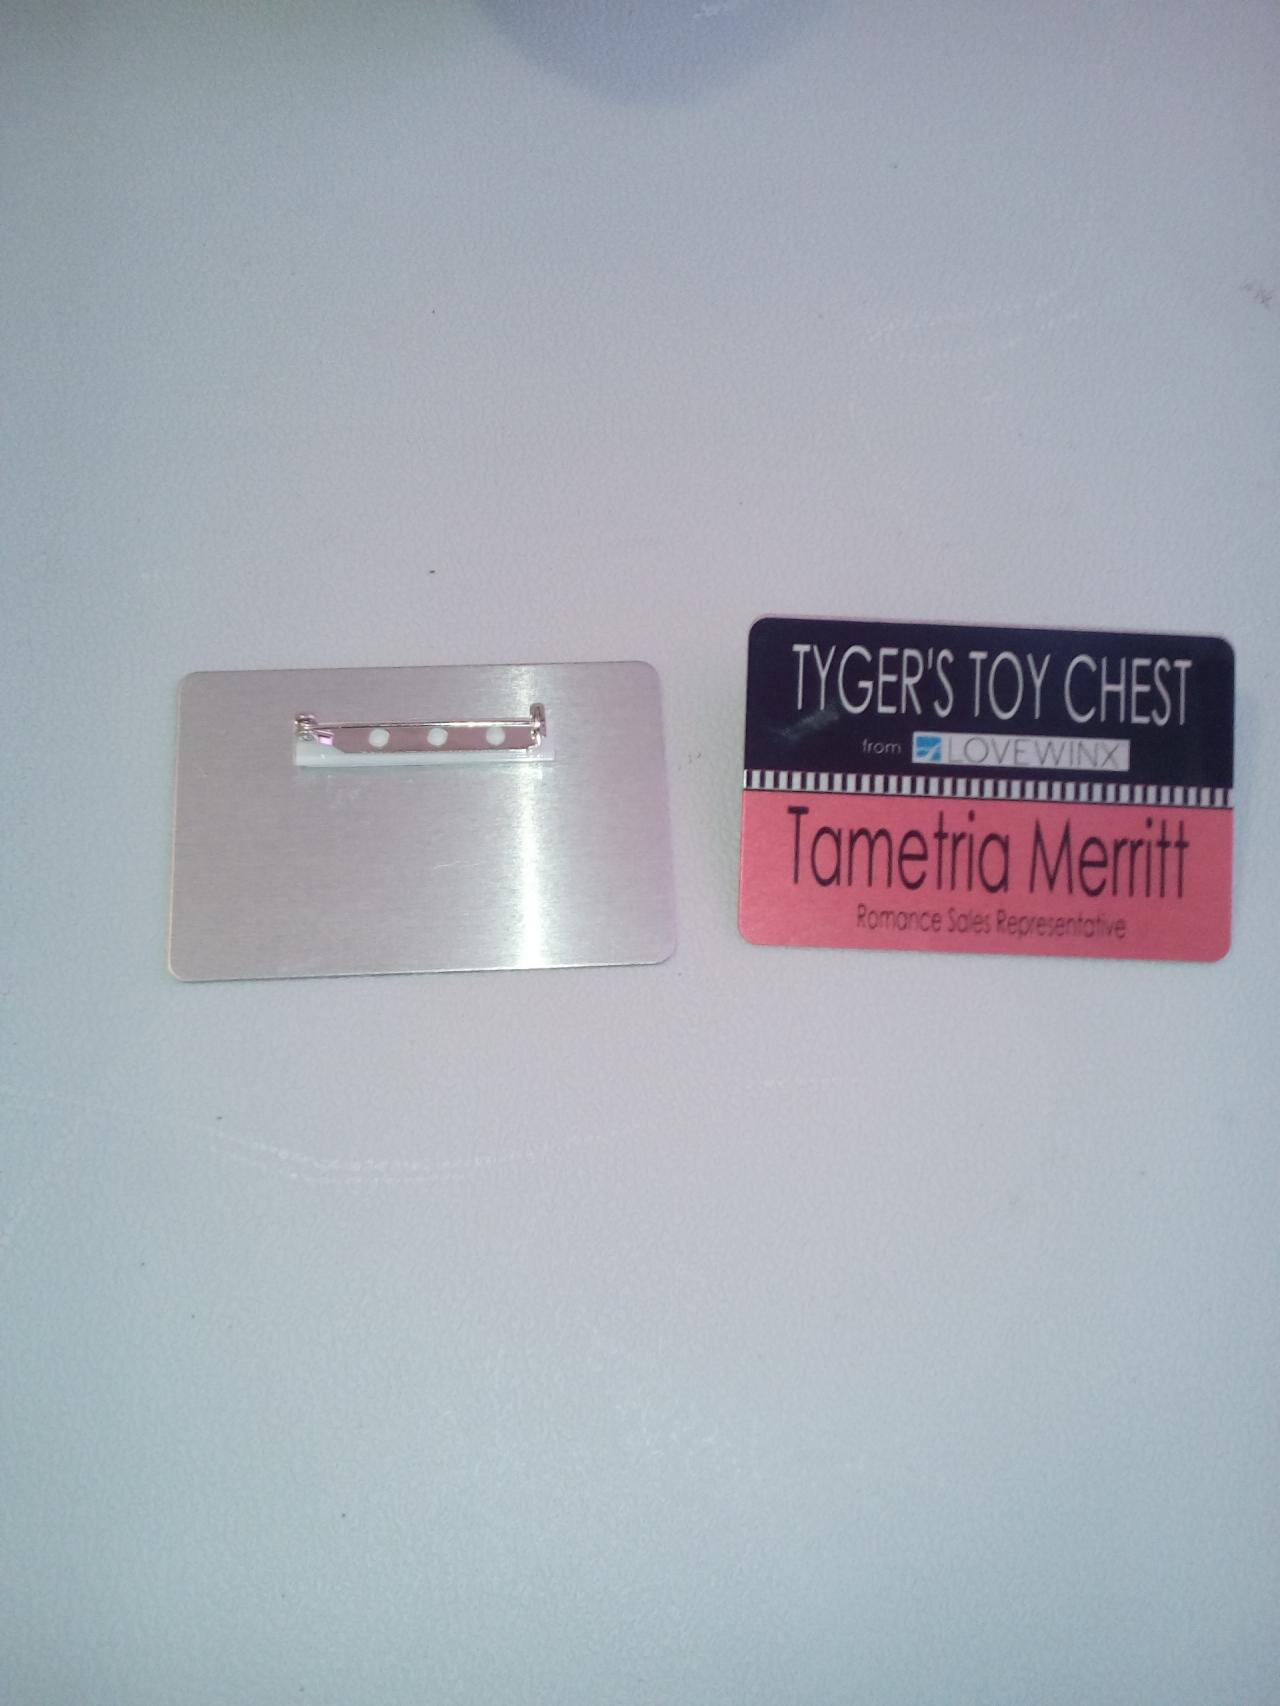 TYGER'S TOY CHEST
from LOVEWINX
Tametria Merritt
Romance Sales Representative